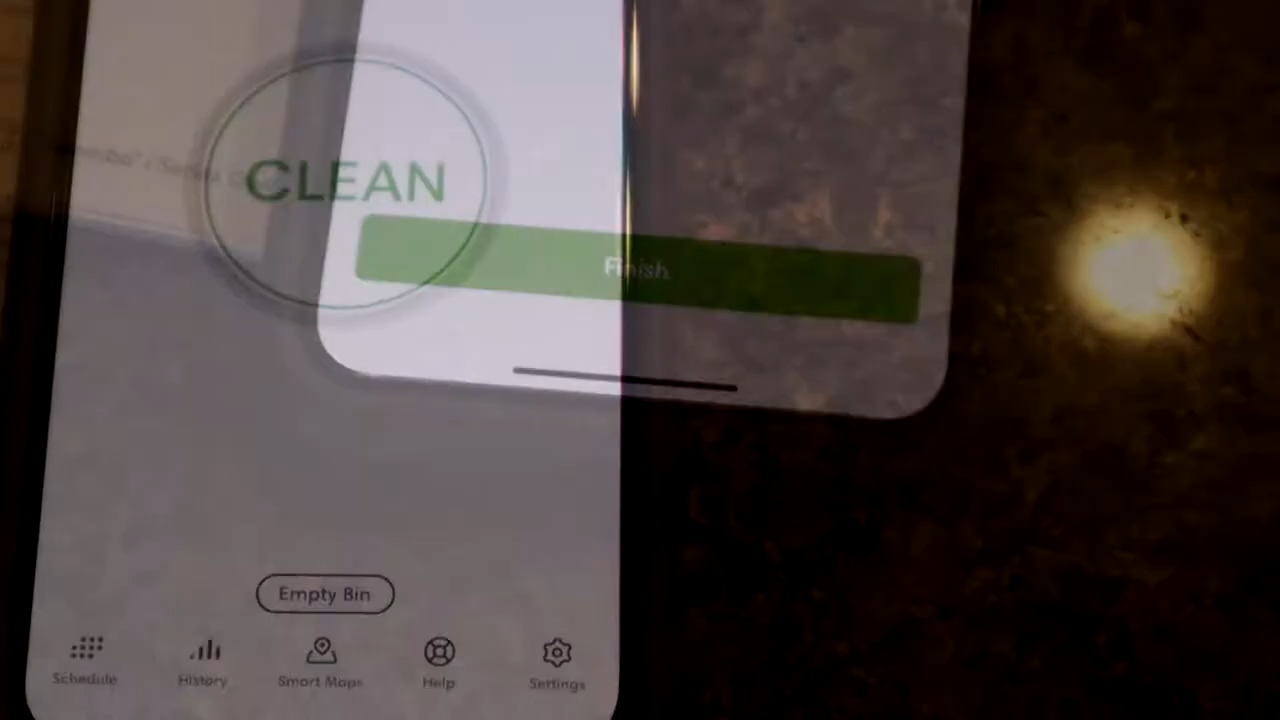 CLEAN
Finish
Empty Bin
Schedule
History
Smart Maps
Help
Settings